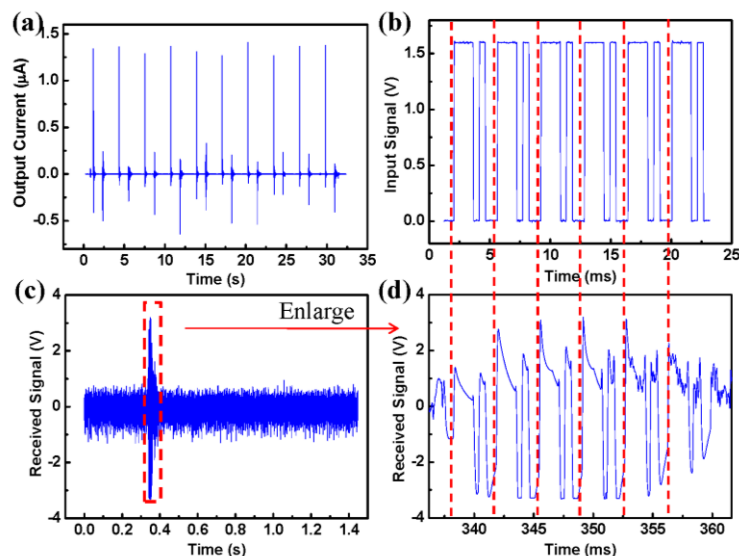 (a)
Output Current (μA)
1.5
1.0
0.5
0.0
-0.5
0 5 10 15 20 25 30 35
Time (s)
(b)
Input Signal (V)
1.5
1.0
0.5
0.0
0 5 10 15 20 25
Time (ms)
(c)
Received Signal (V)
4
2
0
-2
-4
0.0 0.2 0.4 0.6 0.8 1.0 1.2 1.4
Time (s)
Enlarge
(d)
Received Signal (V)
4
2
0
-2
-4
340 345 350 355 360
Time (ms)